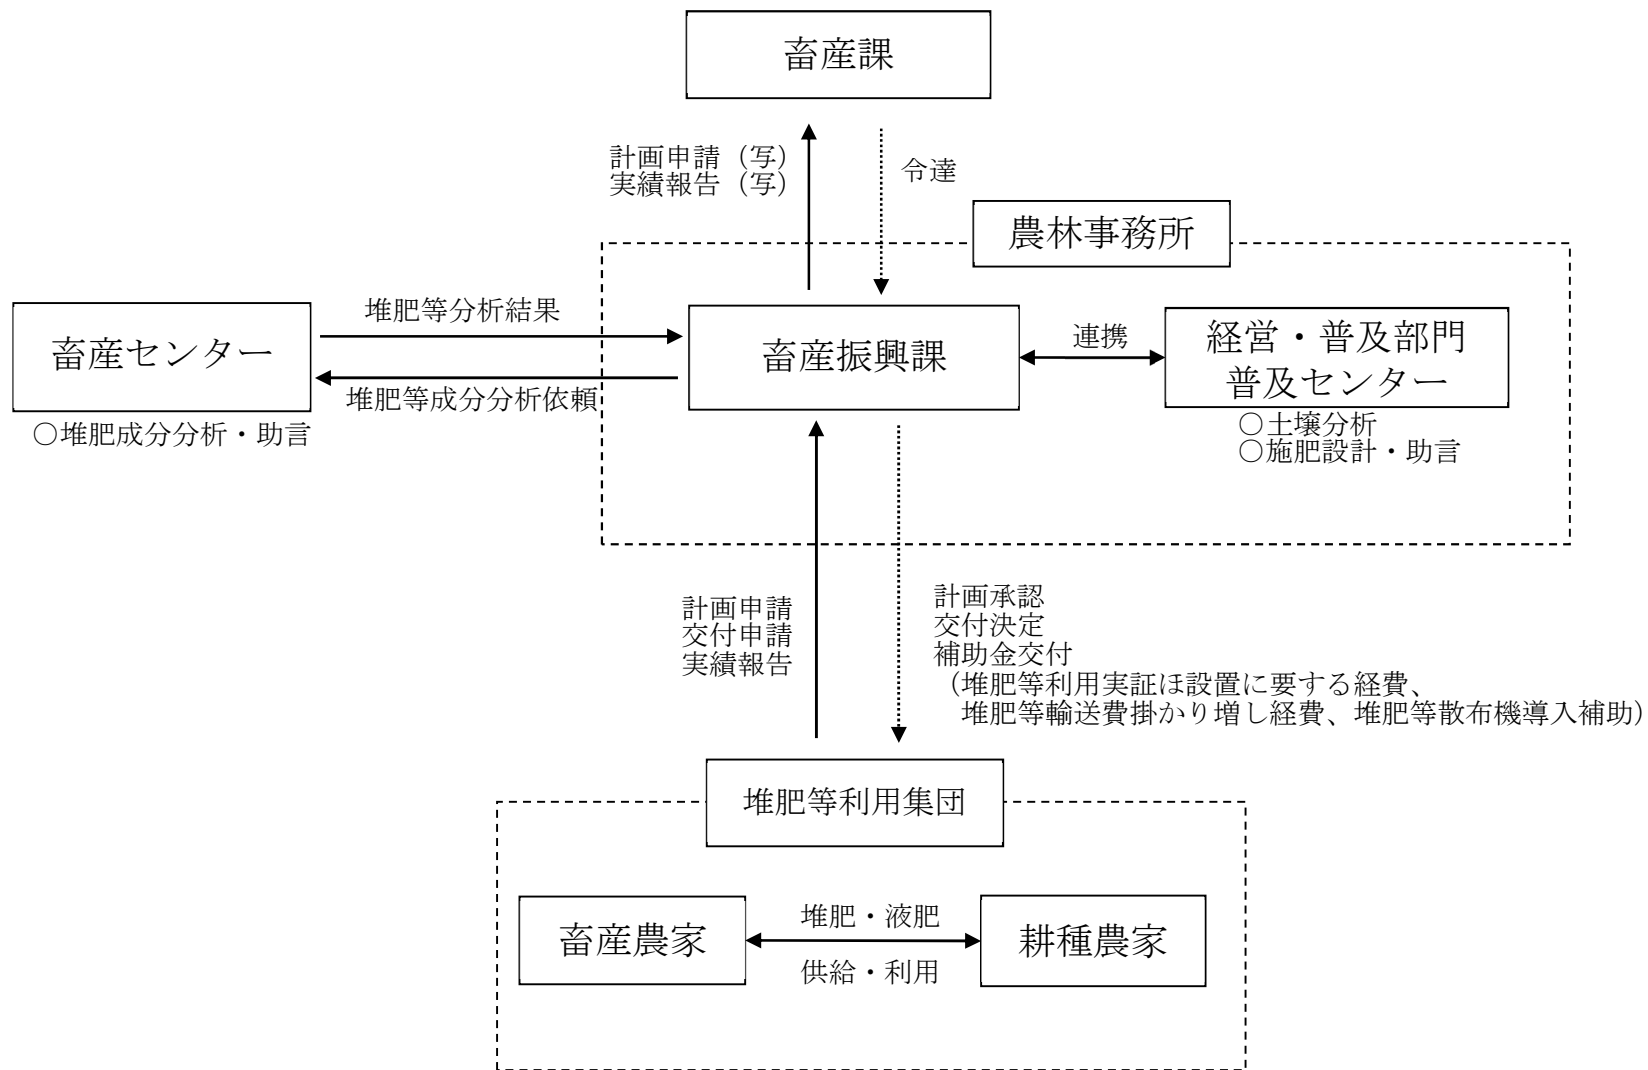 畜産課
計画申請（写）
実績報告（写）
令達
農林事務所
畜産センター
堆肥等分析結果
堆肥等成分分析依頼
○堆肥成分分析・助言
畜産振興課
連携
経営・普及部門
普及センター
○土壌分析
○施肥設計・助言
計画申請
交付申請
実績報告
計画承認
交付決定
補助金交付
（堆肥等利用実証ほ設置に要する経費、
堆肥等輸送費掛かり増し経費、堆肥等散布機導入補助）
堆肥等利用集団
畜産農家
堆肥・液肥
供給・利用
耕種農家